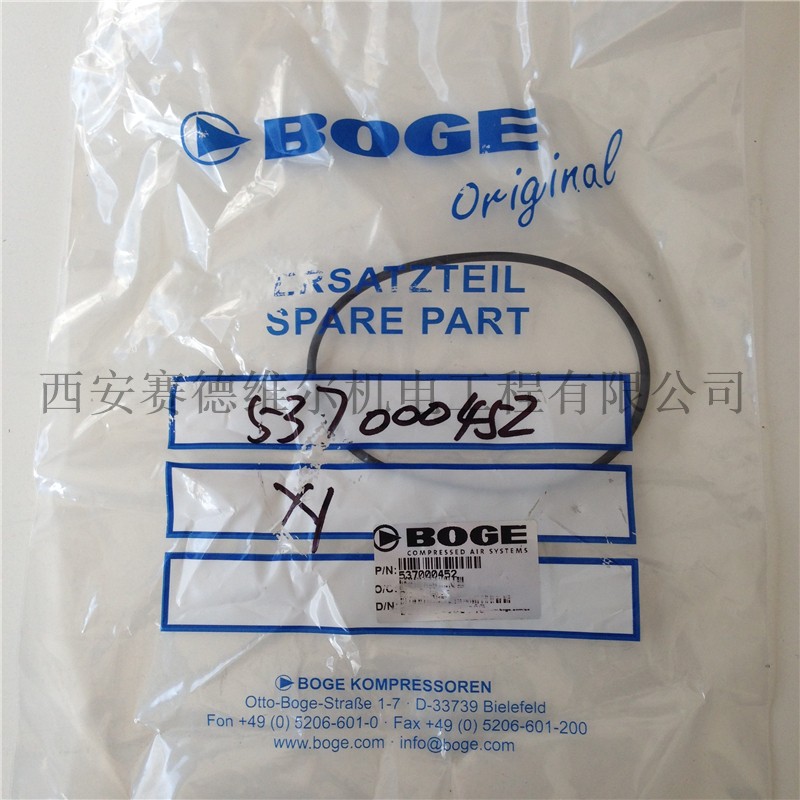 BOGE
Original
ERSATZTEIL
SPARE PART
西安赛德维尔机电工程有限公司
537000452
XY
BOGE
COMPRESSED AIR SYSTEMS
P/N: 537000452
O/C:
D/N
BOGE KOMPRESSOREN
Otto-Boge-Straße 1-7 · D-33739 Bielefeld
Fon +49 (0) 5206-601-0 · Fax +49 (0) 5206-601-200
www.boge.com · info@boge.com